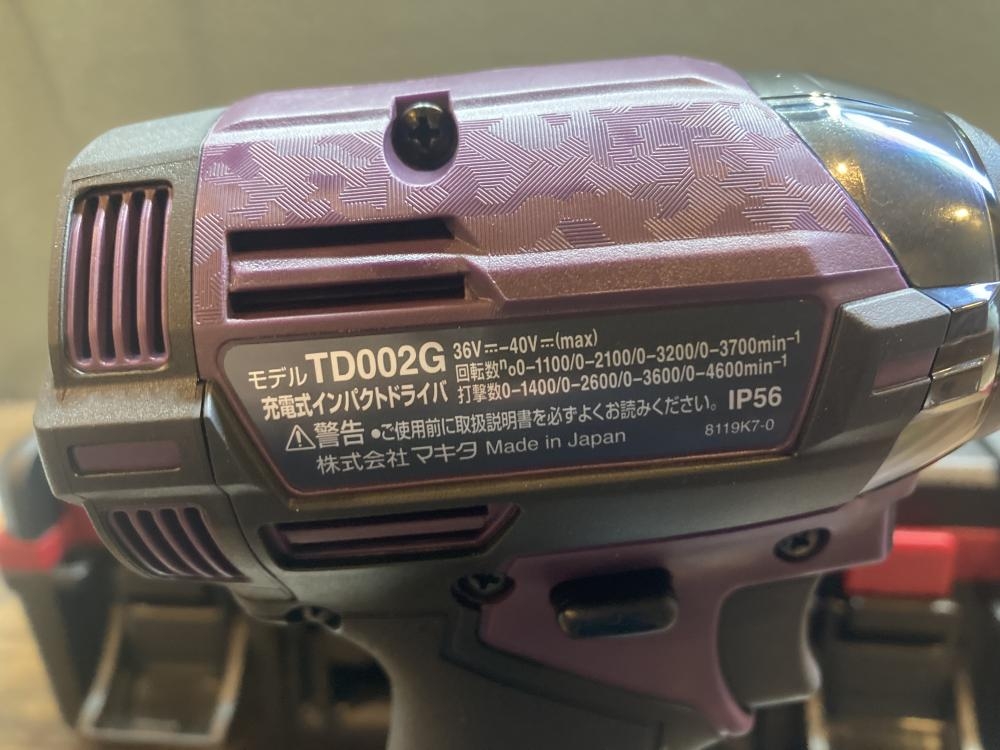 モデル TD002G 36V⎓−40V⎓(max)
回転数n0 0−1100/0−2100/0−3200/0−3700min−1
充電式インパクトドライバ 打撃数0−1400/0−2600/0−3600/0−4600min−1
⚠警告 •ご使用前に取扱説明書を必ずよくお読みください。 IP56
株式会社 マキタ Made in Japan 8119K7-0